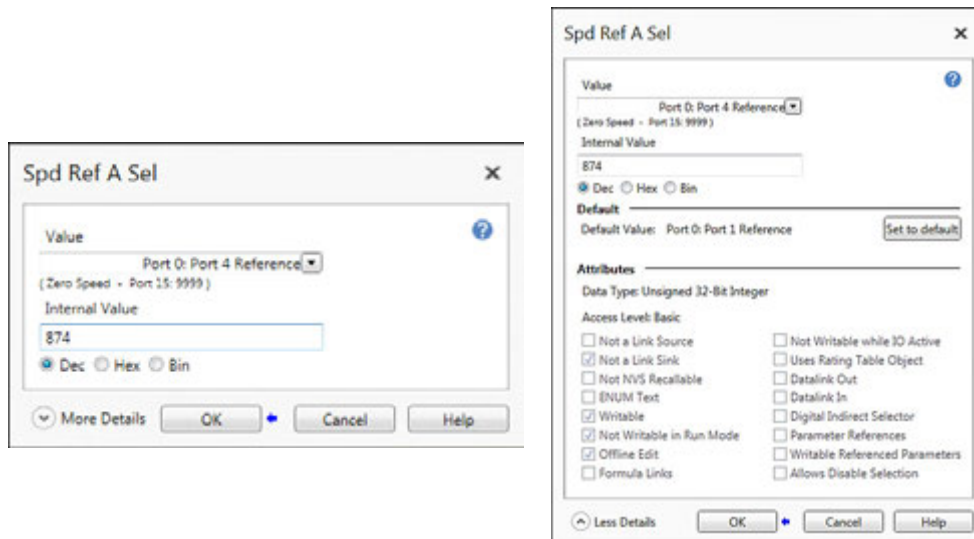 Spd Ref A Sel
Value
Port 0: Port 4 Reference
( Zero Speed - Port 15: 9999 )
Internal Value
874
Dec Hex Bin
More Details OK Cancel Help
Spd Ref A Sel
Value
Port 0: Port 4 Reference
( Zero Speed - Port 15: 9999 )
Internal Value
874
Dec Hex Bin
Default
Default Value: Port 0: Port 1 Reference Set to default
Attributes
Data Type: Unsigned 32-Bit Integer
Access Level: Basic
Not a Link Source Not Writable while IO Active
Not a Link Sink Uses Rating Table Object
Not NVS Recallable Datalink Out
ENUM Text Datalink In
Writable Digital Indirect Selector
Not Writable in Run Mode Parameter References
Offline Edit Writable Referenced Parameters
Formula Links Allows Disable Selection
Less Details OK Cancel Help